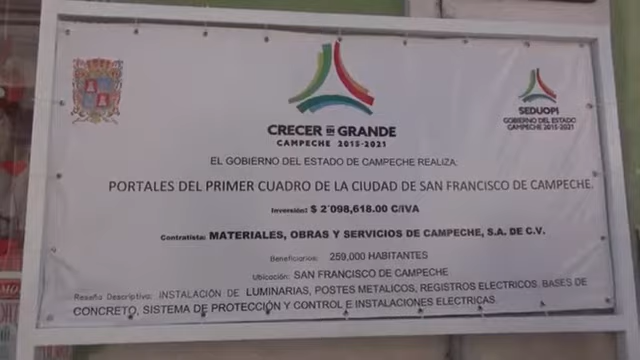 CRECER EN GRANDE
CAMPECHE 2015-2021
SEDUOPI
GOBIERNO DEL ESTADO
CAMPECHE 2015-2021
EL GOBIERNO DEL ESTADO DE CAMPECHE REALIZA:
PORTALES DEL PRIMER CUADRO DE LA CIUDAD DE SAN FRANCISCO DE CAMPECHE.
Inversión: $ 2´098,618.00 C/IVA
Contratista: MATERIALES, OBRAS Y SERVICIOS DE CAMPECHE, S.A. DE C.V.
Beneficiarios: 259,000 HABITANTES
Ubicación: SAN FRANCISCO DE CAMPECHE
Reseña Descriptiva: INSTALACIÓN DE LUMINARIAS, POSTES METALICOS, REGISTROS ELECTRICOS, BASES DE
CONCRETO, SISTEMA DE PROTECCIÓN Y CONTROL E INSTALACIONES ELECTRICAS